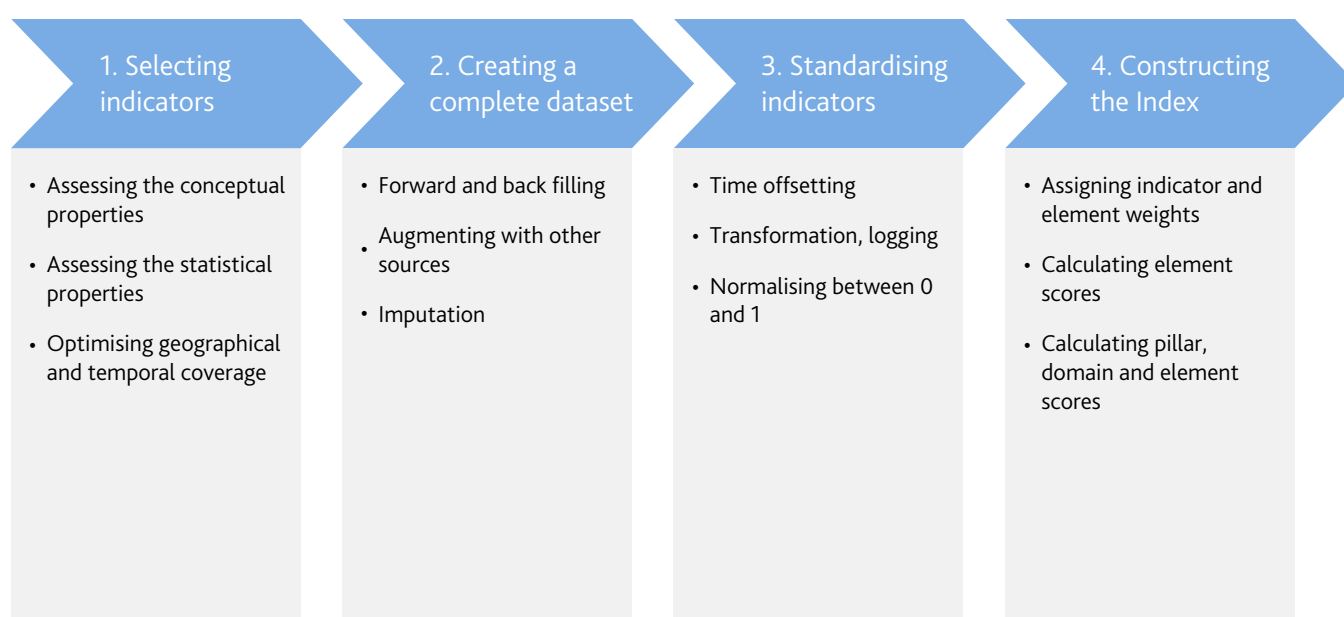 1. Selecting
indicators
• Assessing the conceptual
properties
• Assessing the statistical
properties
• Optimising geographical
and temporal coverage
2. Creating a
complete dataset
• Forward and back filling
• Augmenting with other
sources
• Imputation
3. Standardising
indicators
• Time offsetting
• Transformation, logging
• Normalising between 0
and 1
4. Constructing
the Index
• Assigning indicator and
element weights
• Calculating element
scores
• Calculating pillar,
domain and element
scores